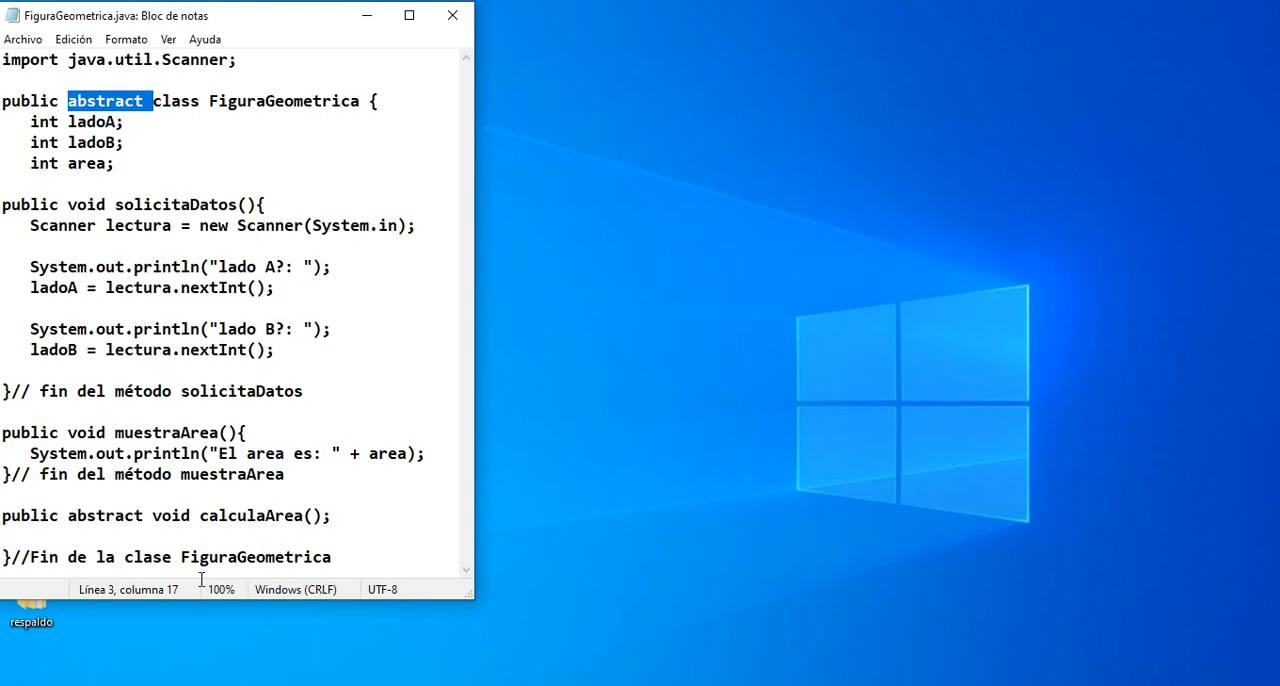 FiguraGeometrica.java: Bloc de notas
Archivo Edición Formato Ver Ayuda
import java.util.Scanner;
public abstract class FiguraGeometrica {
int ladoA;
int ladoB;
int area;
public void solicitaDatos(){
Scanner lectura = new Scanner(System.in);
System.out.println("lado A?: ");
ladoA = lectura.nextInt();
System.out.println("lado B?: ");
ladoB = lectura.nextInt();
}// fin del método solicitaDatos
public void muestraArea(){
System.out.println("El area es: " + area);
}// fin del método muestraArea
public abstract void calculaArea();
}//Fin de la clase FiguraGeometrica
Línea 3, columna 17 100% Windows (CRLF) UTF-8
respaldo